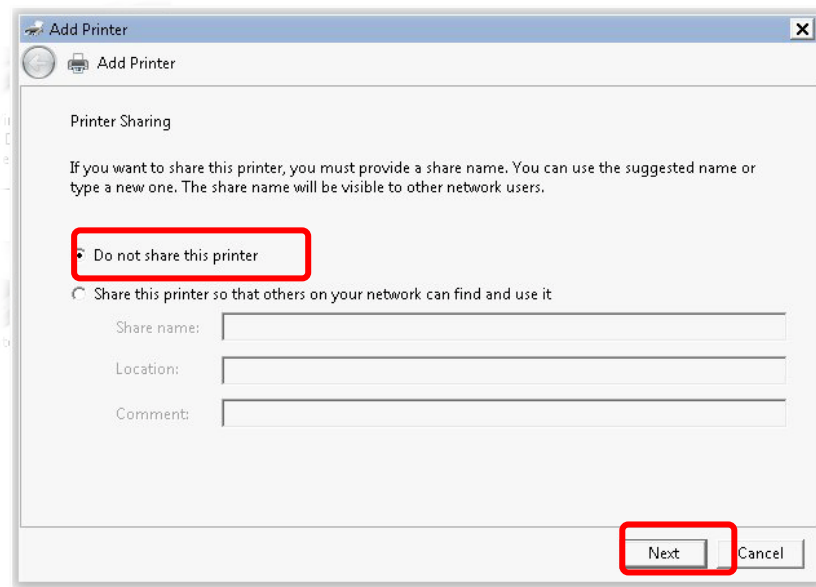 Add Printer
Add Printer
Printer Sharing
If you want to share this printer, you must provide a share name. You can use the suggested name or
type a new one. The share name will be visible to other network users.
Do not share this printer
Share this printer so that others on your network can find and use it
Share name:
Location:
Comment:
Next Cancel